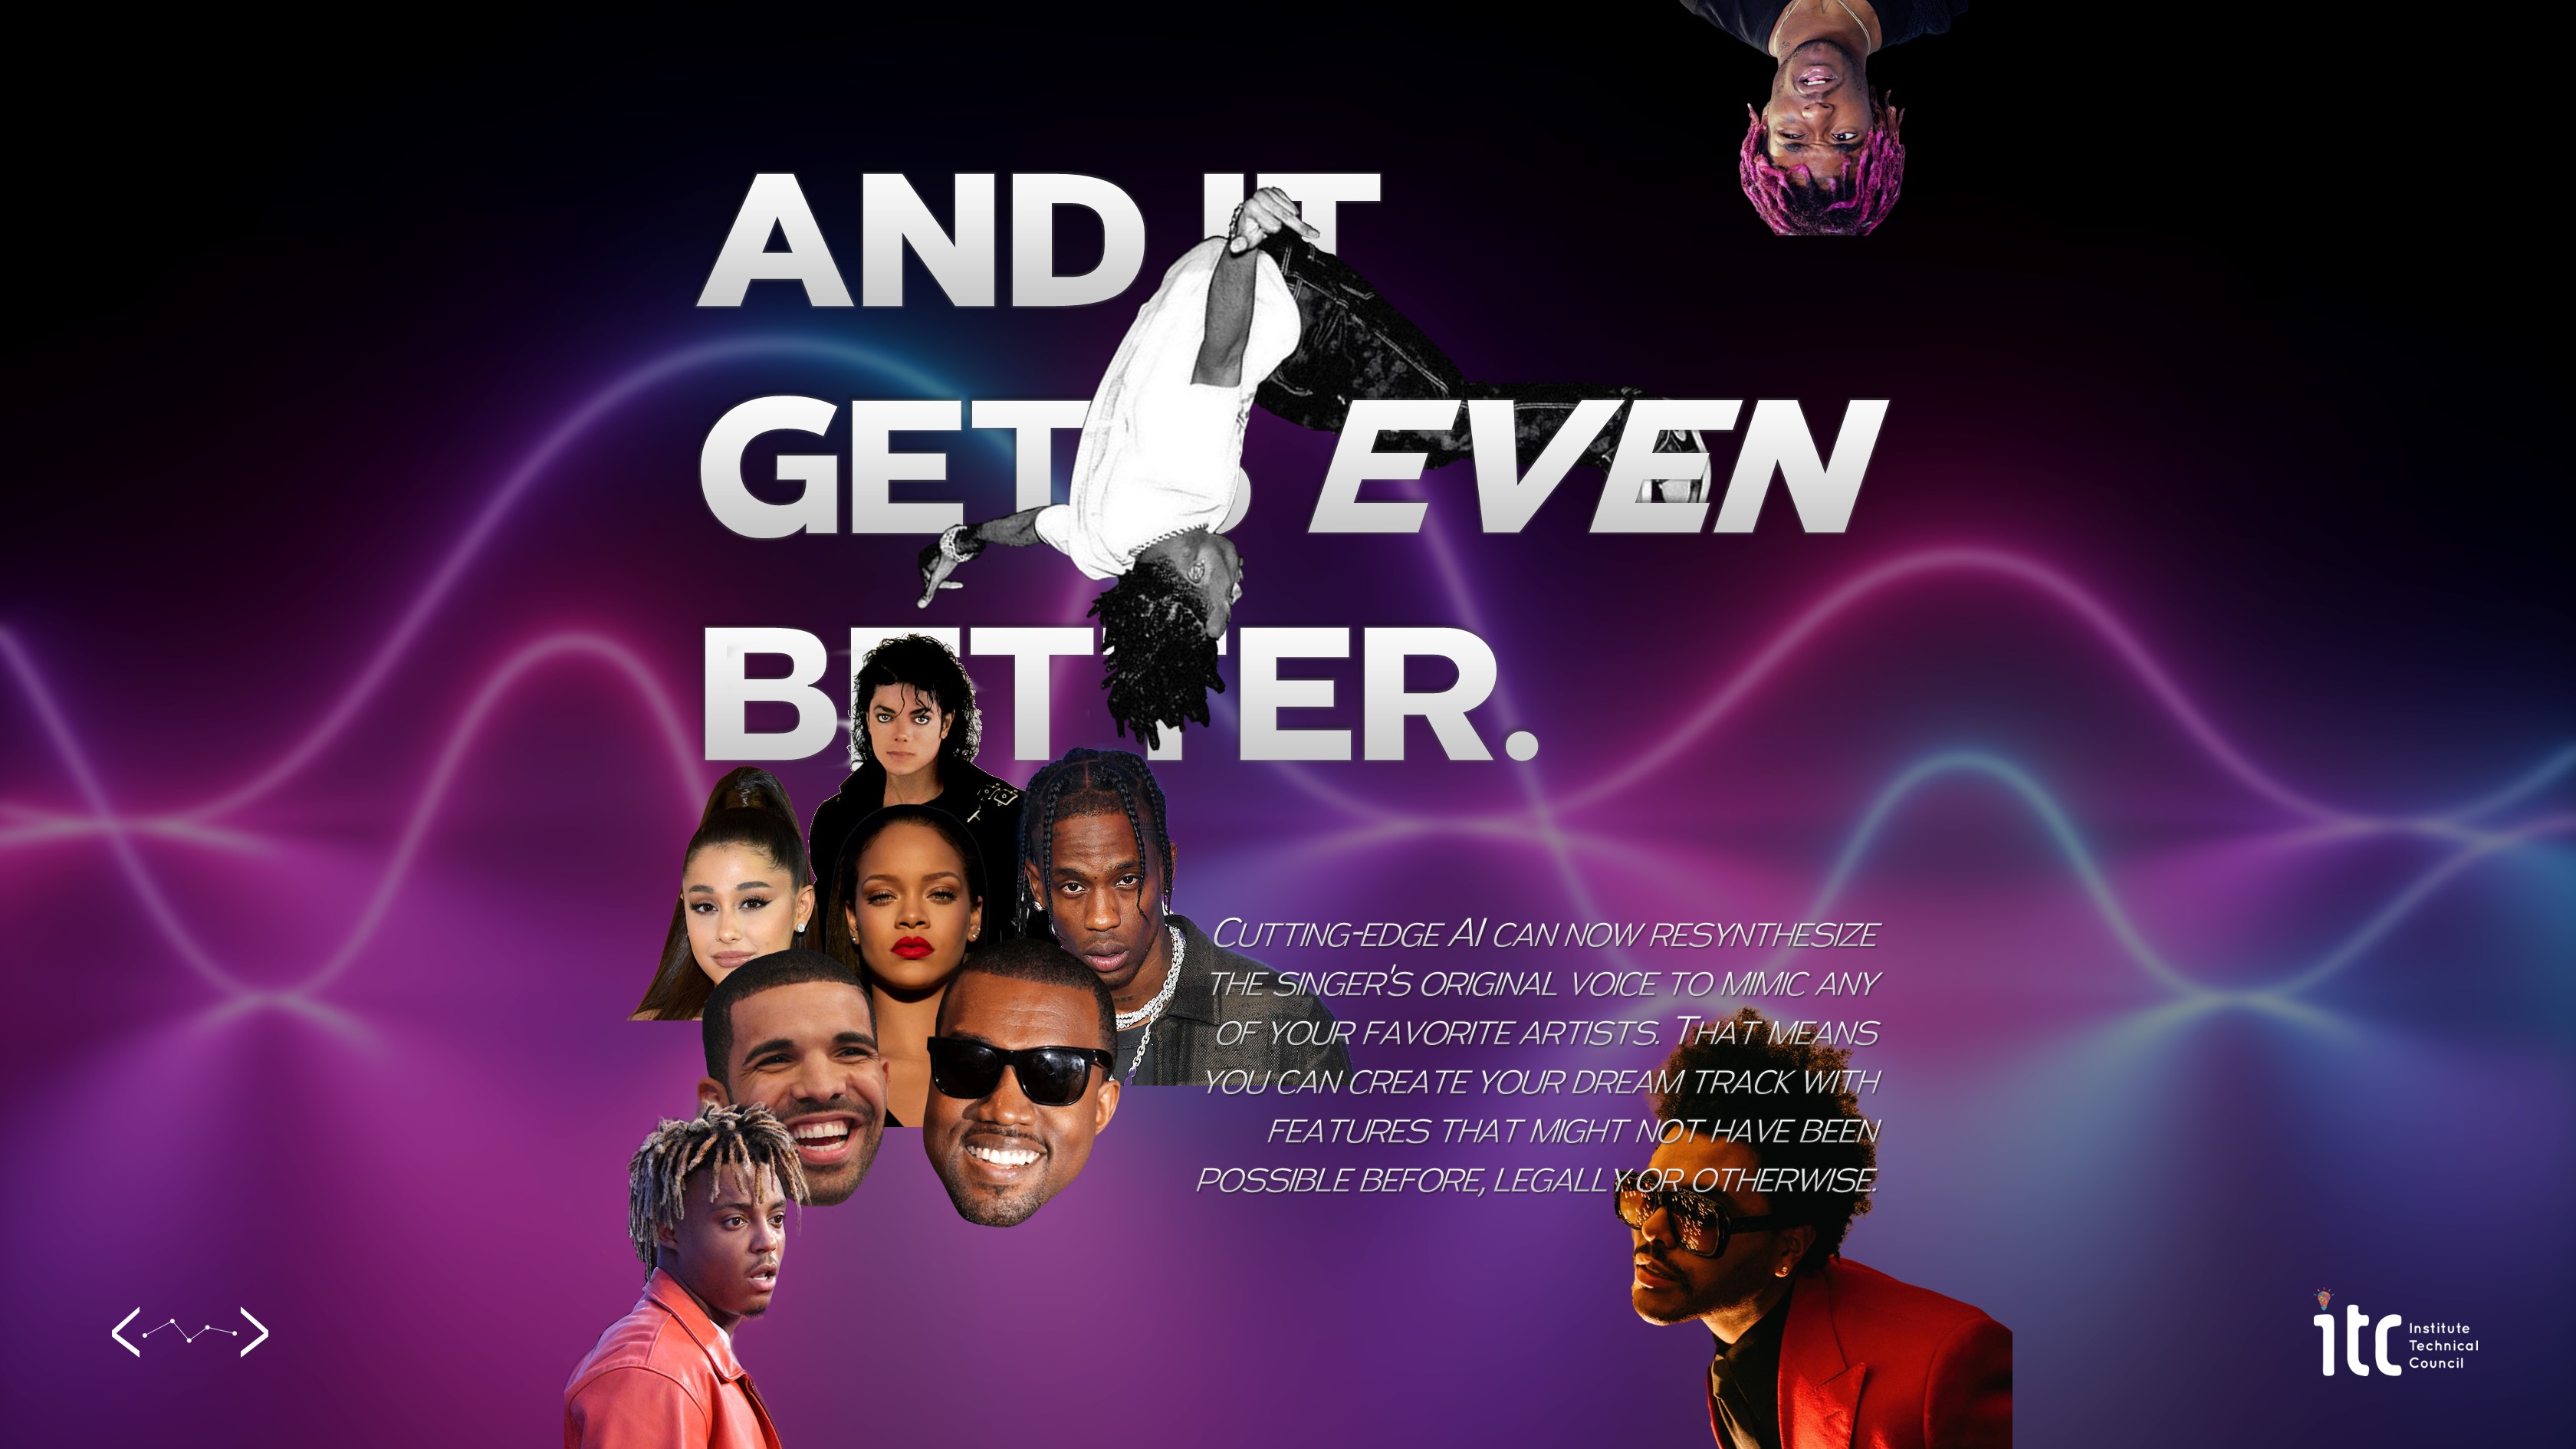 AND IT
GETS EVEN
BETTER.
CUTTING-EDGE AI CAN NOW RESYNTHESIZE
THE SINGER'S ORIGINAL VOICE TO MIMIC ANY
OF YOUR FAVORITE ARTISTS. THAT MEANS
YOU CAN CREATE YOUR DREAM TRACK WITH
FEATURES THAT MIGHT NOT HAVE BEEN
POSSIBLE BEFORE, LEGALLY OR OTHERWISE.
itc
Institute
Technical
Council